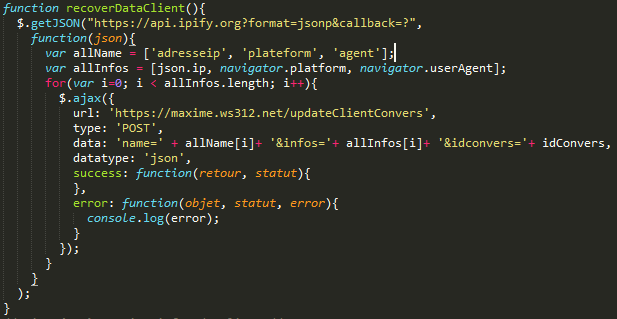 function recoverDataClient(){
  $.getJSON("https://api.ipify.org?format=jsonp&callback=?",
    function(json){
      var allName = ['adresseip', 'plateform', 'agent'];
      var allInfos = [json.ip, navigator.platform, navigator.userAgent];
      for(var i=0; i < allInfos.length; i++){
        $.ajax({
          url: 'https://maxime.ws312.net/updateClientConvers',
          type: 'POST',
          data: 'name=' + allName[i]+ '&infos='+ allInfos[i]+ '&idconvers='+ idConvers,
          datatype: 'json',
          success: function(retour, statut){
          },
          error: function(objet, statut, error){
            console.log(error);
          }
        });
      }
    }
  );
}